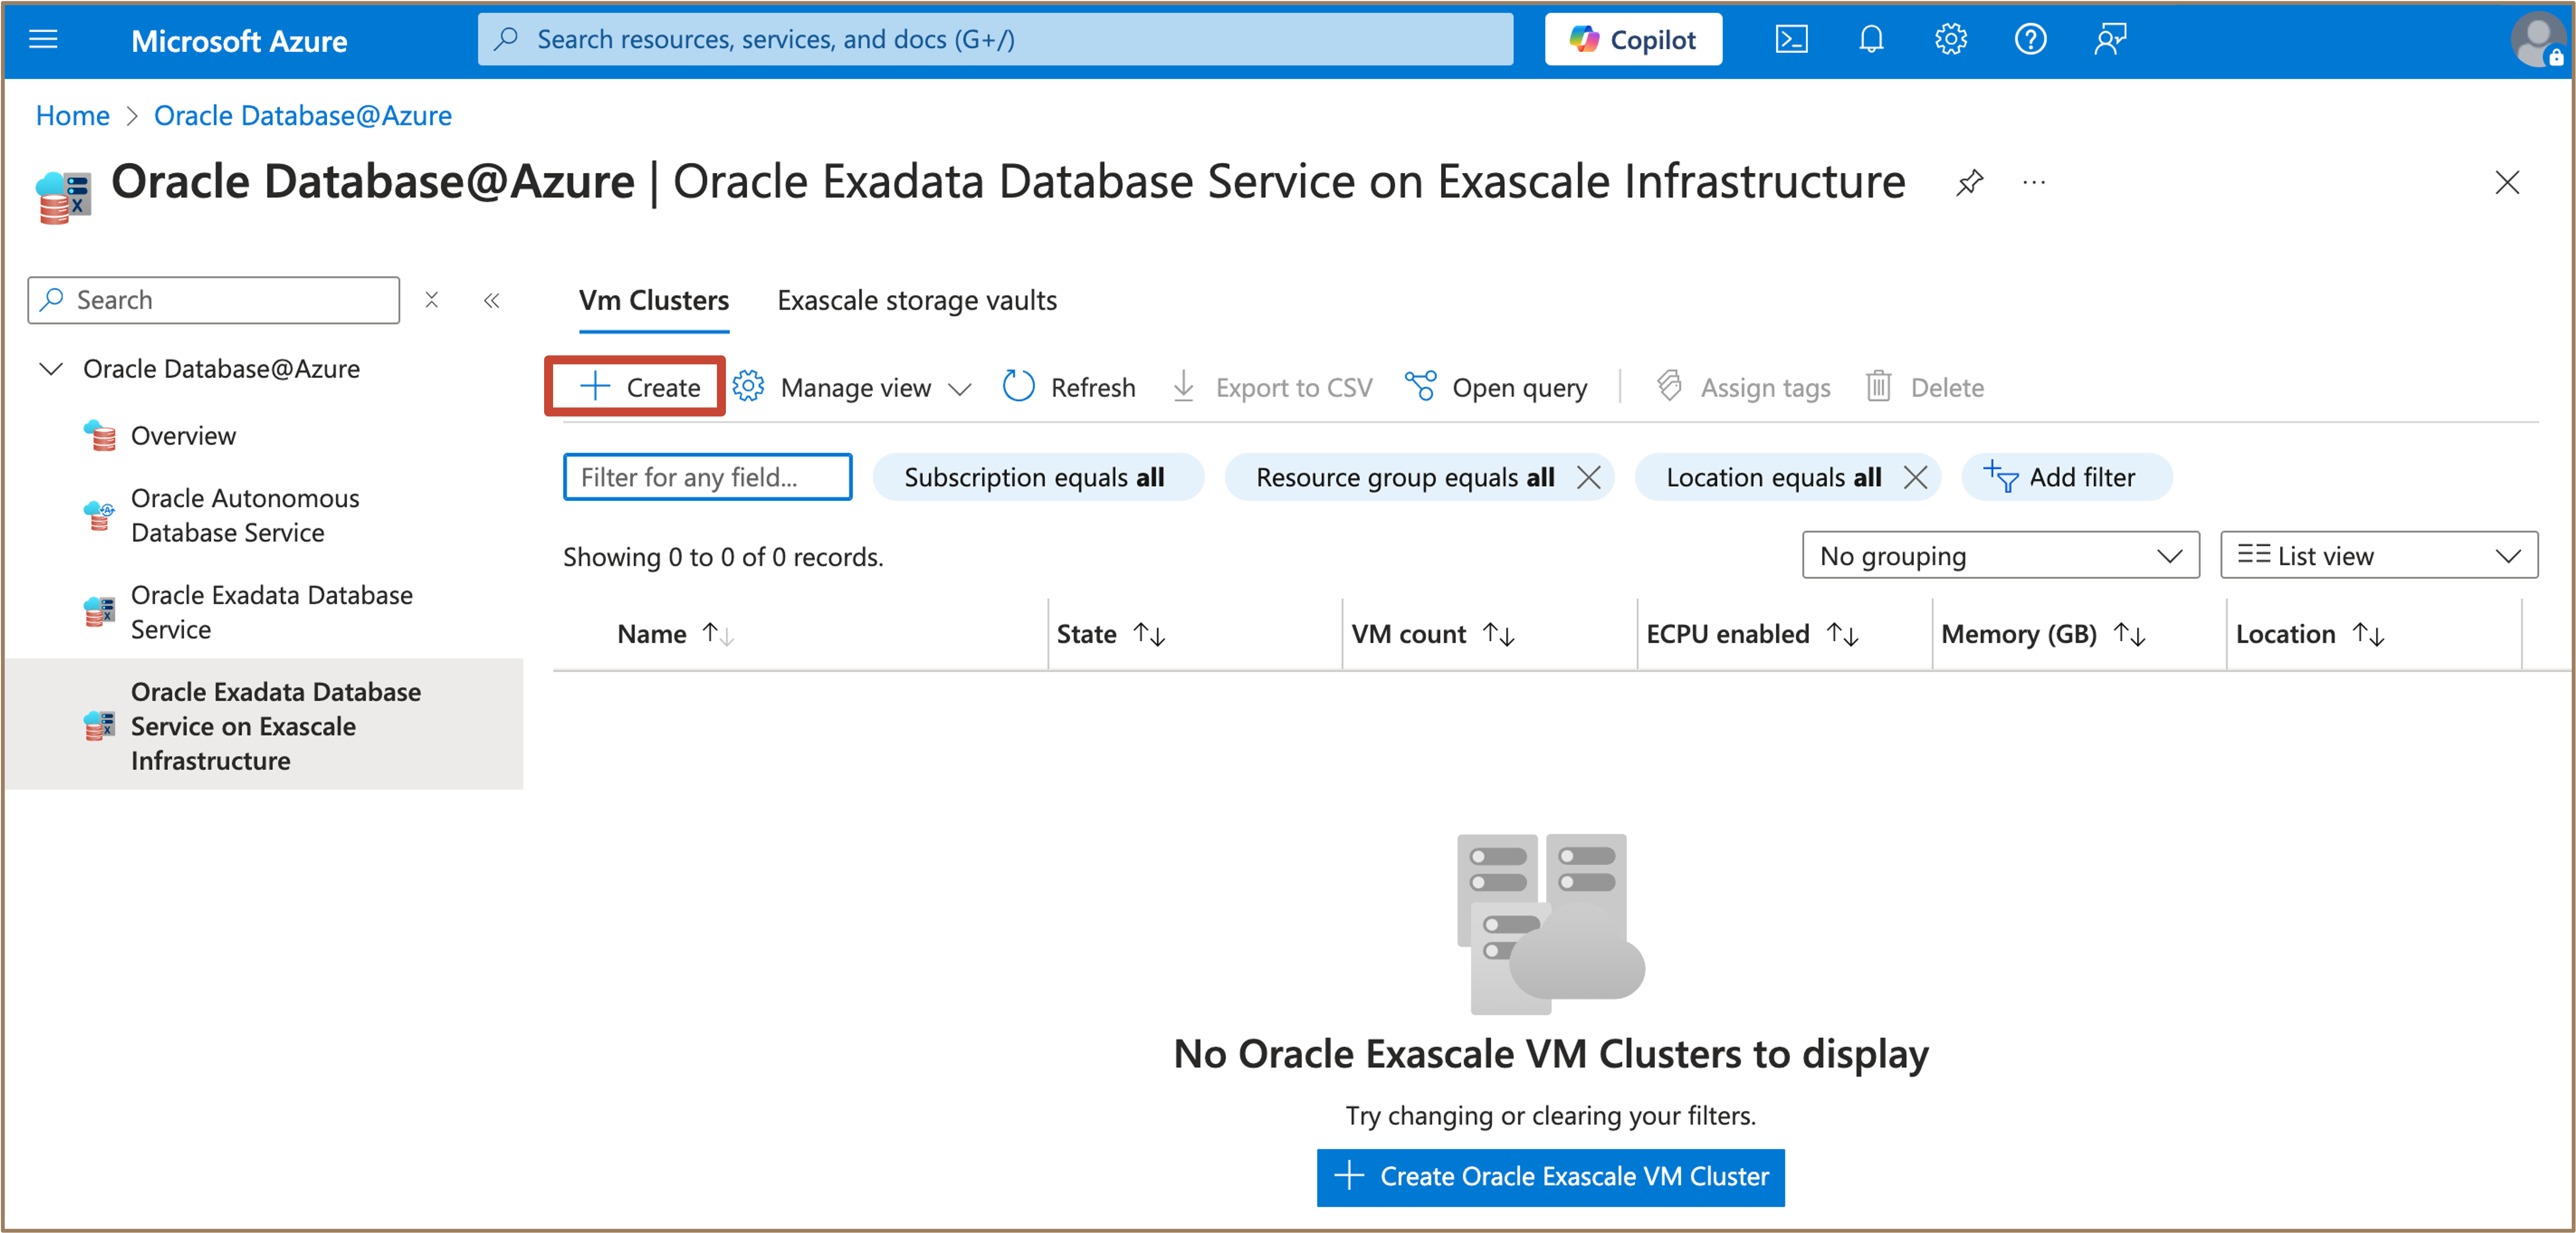 Microsoft Azure
Search resources, services, and docs (G+/)
Copilot
Home > Oracle Database@Azure
Oracle Database@Azure | Oracle Exadata Database Service on Exascale Infrastructure
Search
Vm Clusters
Exascale storage vaults
Oracle Database@Azure
Overview
Oracle Autonomous
Database Service
Oracle Exadata Database
Service
Oracle Exadata Database
Service on Exascale
Infrastructure
Create
Manage view
Refresh
Export to CSV
Open query
Assign tags
Delete
Filter for any field...
Subscription equals all
Resource group equals all
Location equals all
Add filter
Showing 0 to 0 of 0 records.
No grouping
List view
Name
State
VM count
ECPU enabled
Memory (GB)
Location
No Oracle Exascale VM Clusters to display
Try changing or clearing your filters.
Create Oracle Exascale VM Cluster